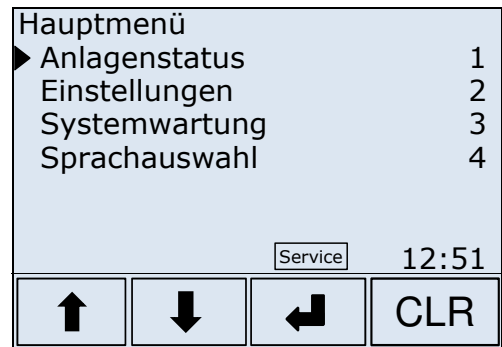 Hauptmenü
Anlagenstatus 1
Einstellungen 2
Systemwartung 3
Sprachauswahl 4
Service 12:51
CLR